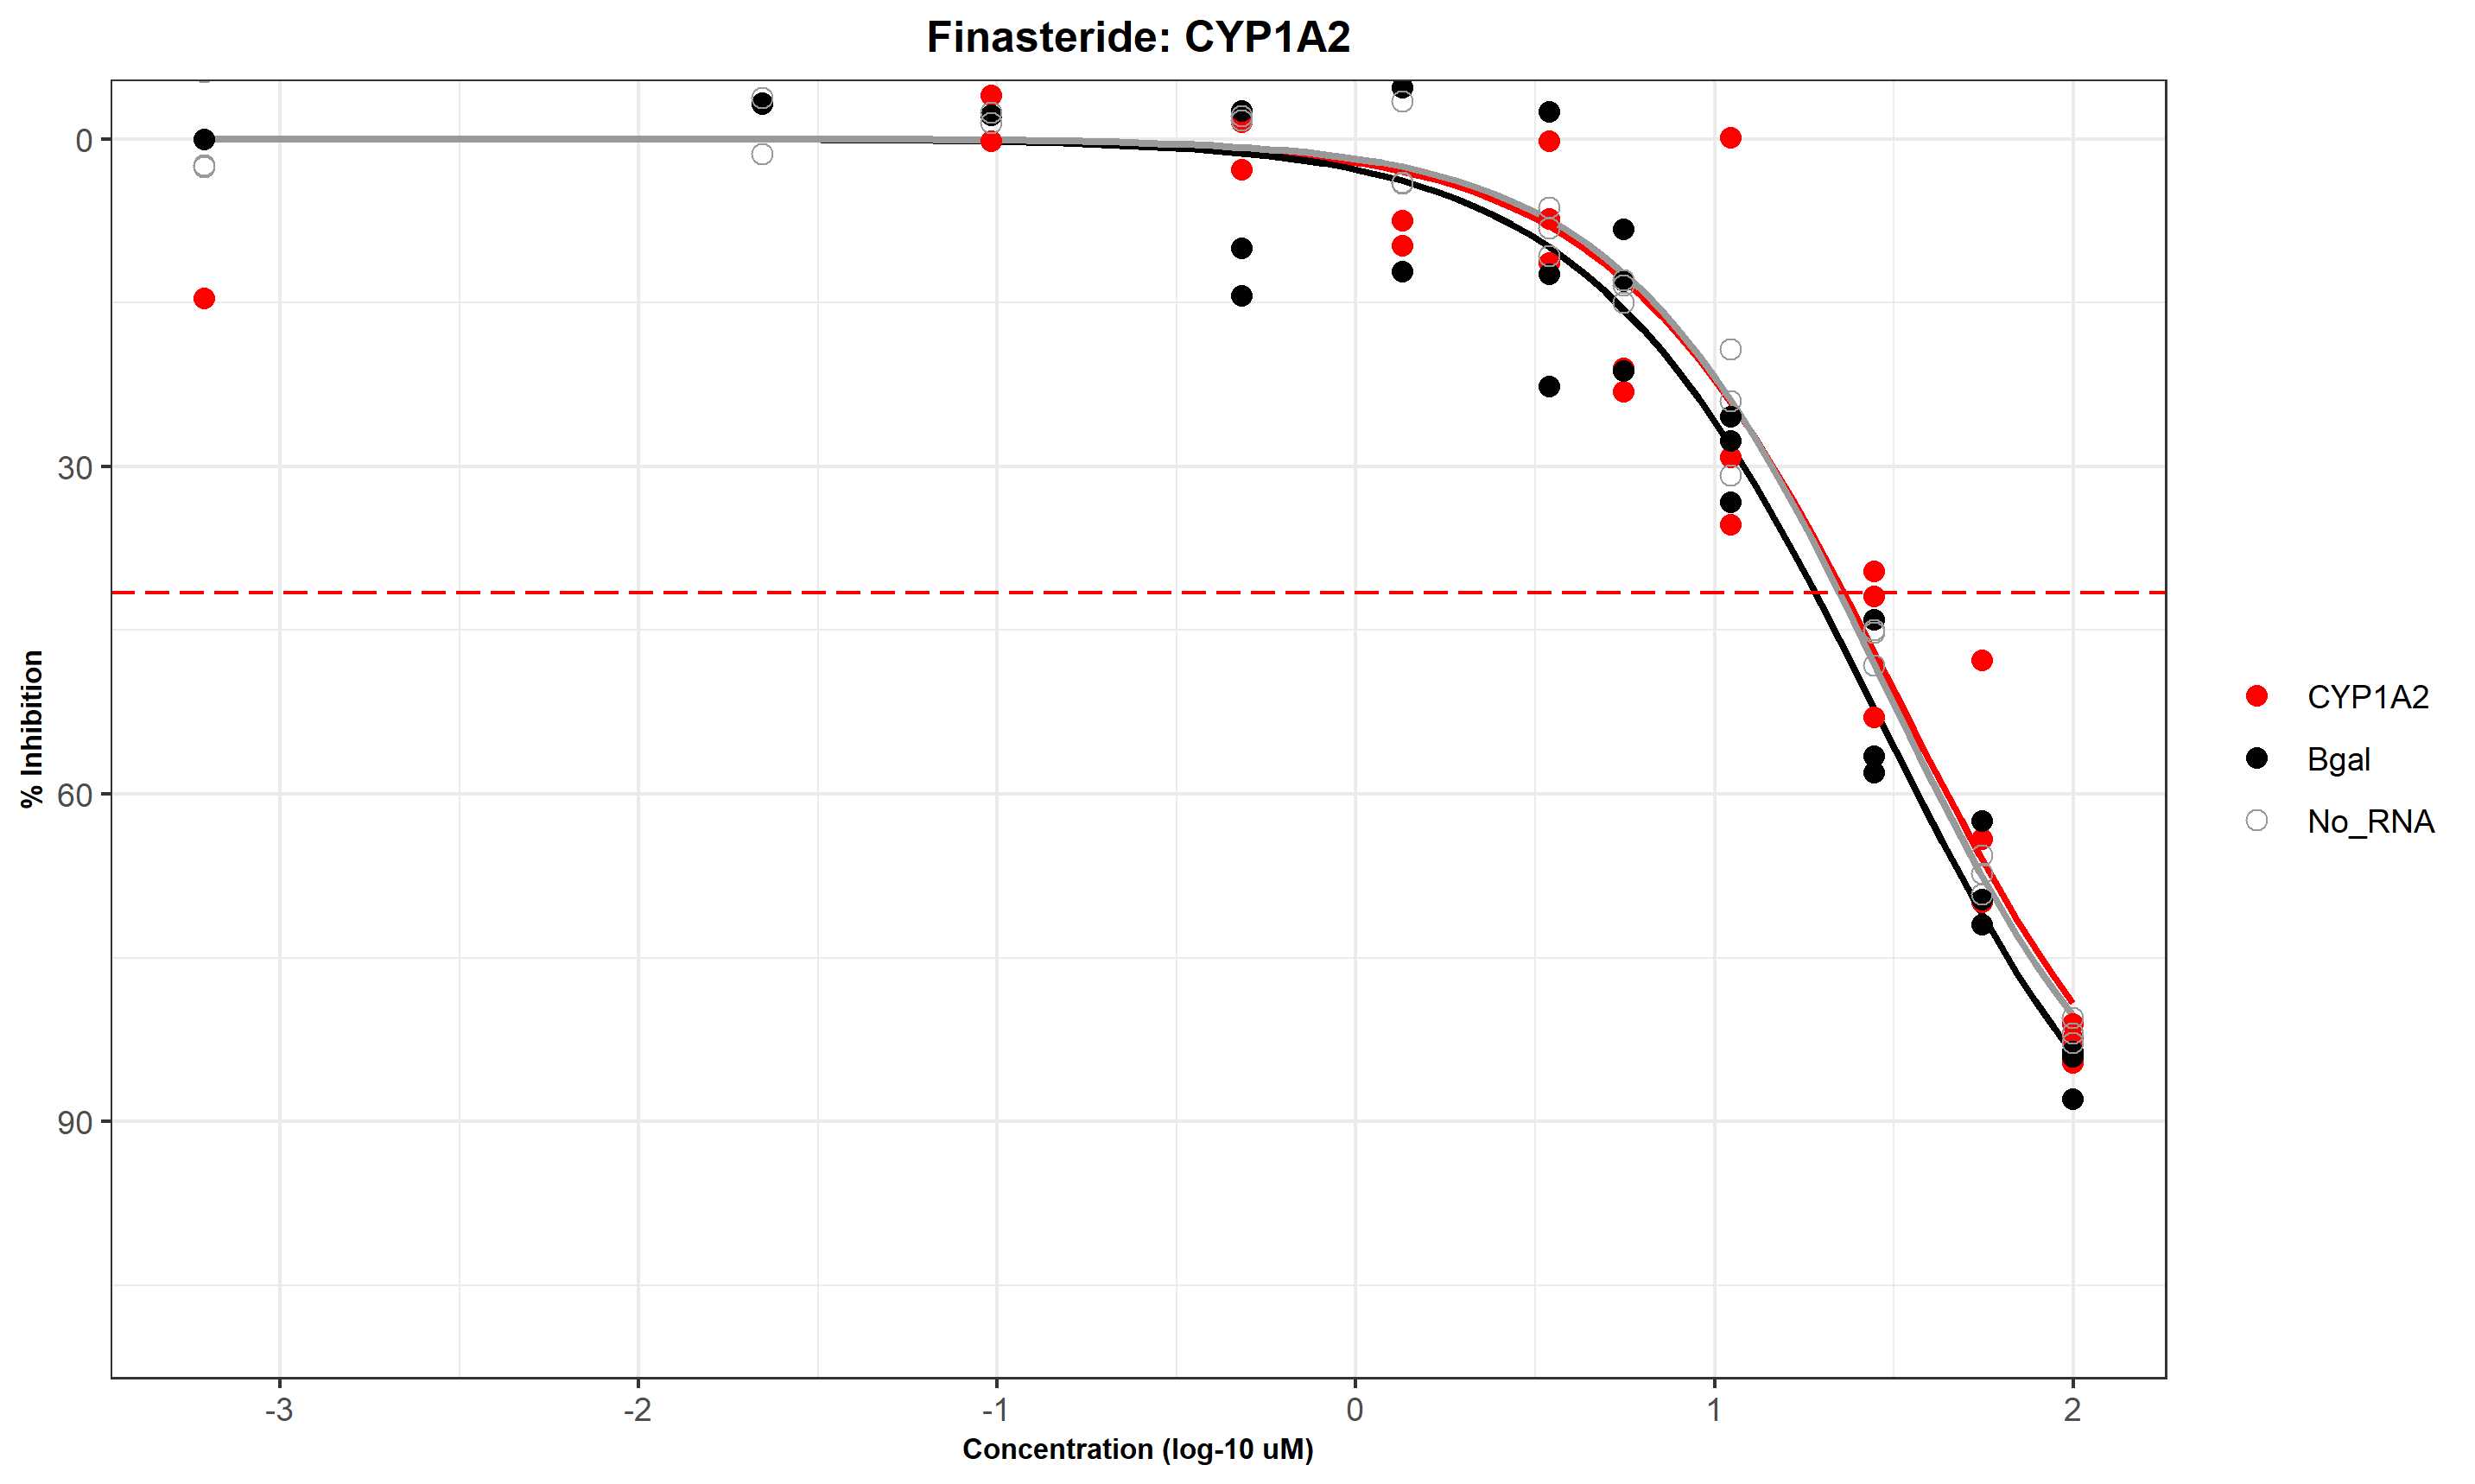 Finasteride: CYP1A2
% Inhibition
0
30
60
90
-3
-2
-1
0
1
2
Concentration (log-10 uM)
CYP1A2
Bgal
No_RNA